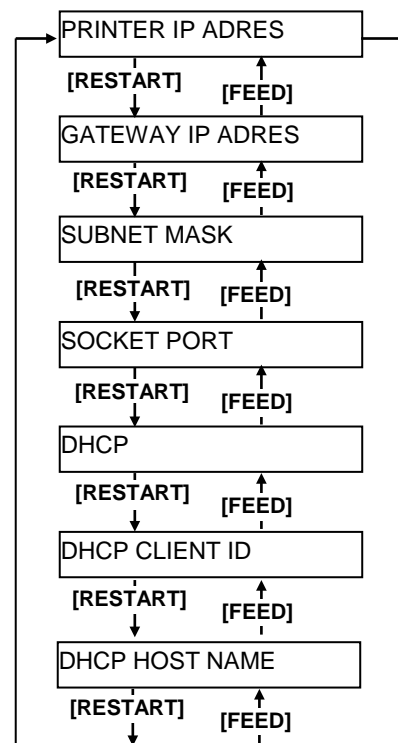 PRINTER IP ADRES
[RESTART] [FEED]
GATEWAY IP ADRES
[RESTART] [FEED]
SUBNET MASK
[RESTART] [FEED]
SOCKET PORT
[RESTART] [FEED]
DHCP
[RESTART] [FEED]
DHCP CLIENT ID
[RESTART] [FEED]
DHCP HOST NAME
[RESTART] [FEED]